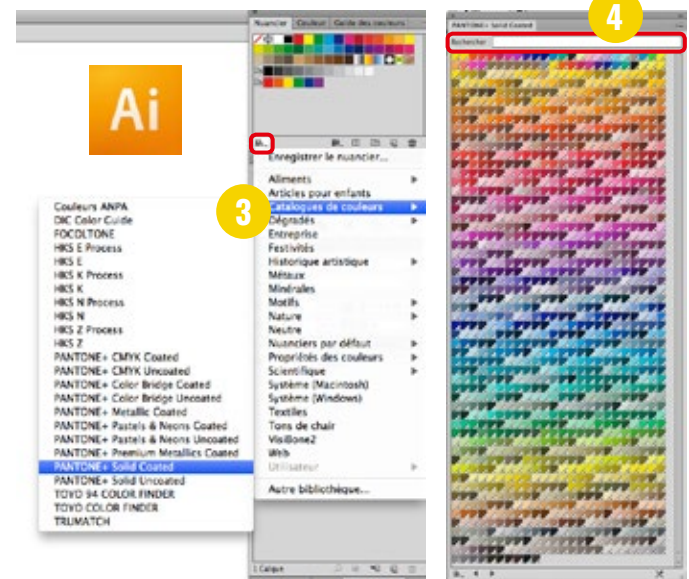 Nuancier Couleur Guide des couleurs
Ai
Enregistrer le nuancier...
Aliments
Articles pour enfants
3
Catalogues de couleurs
Dégradés
Entreprise
Festivités
Historique artistique
Métaux
Minérales
Motifs
Nature
Neutre
Nuanciers par défaut
Propriétés des couleurs
Scientifique
Système (Macintosh)
Système (Windows)
Textiles
Tons de chair
VisiBone2
Web
Utilisateur
Autre bibliothèque...
1 Calque
Couleurs ANPA
DIC Color Guide
FOCOLTONE
HKS E Process
HKS E
HKS K Process
HKS K
HKS N Process
HKS N
HKS Z Process
HKS Z
PANTONE+ CMYK Coated
PANTONE+ CMYK Uncoated
PANTONE+ Color Bridge Coated
PANTONE+ Color Bridge Uncoated
PANTONE+ Metallic Coated
PANTONE+ Pastels & Neons Coated
PANTONE+ Pastels & Neons Uncoated
PANTONE+ Premium Metallics Coated
PANTONE+ Solid Coated
PANTONE+ Solid Uncoated
TOYO 94 COLOR FINDER
TOYO COLOR FINDER
TRUMATCH
4
PANTONE+ Solid Coated
Rechercher